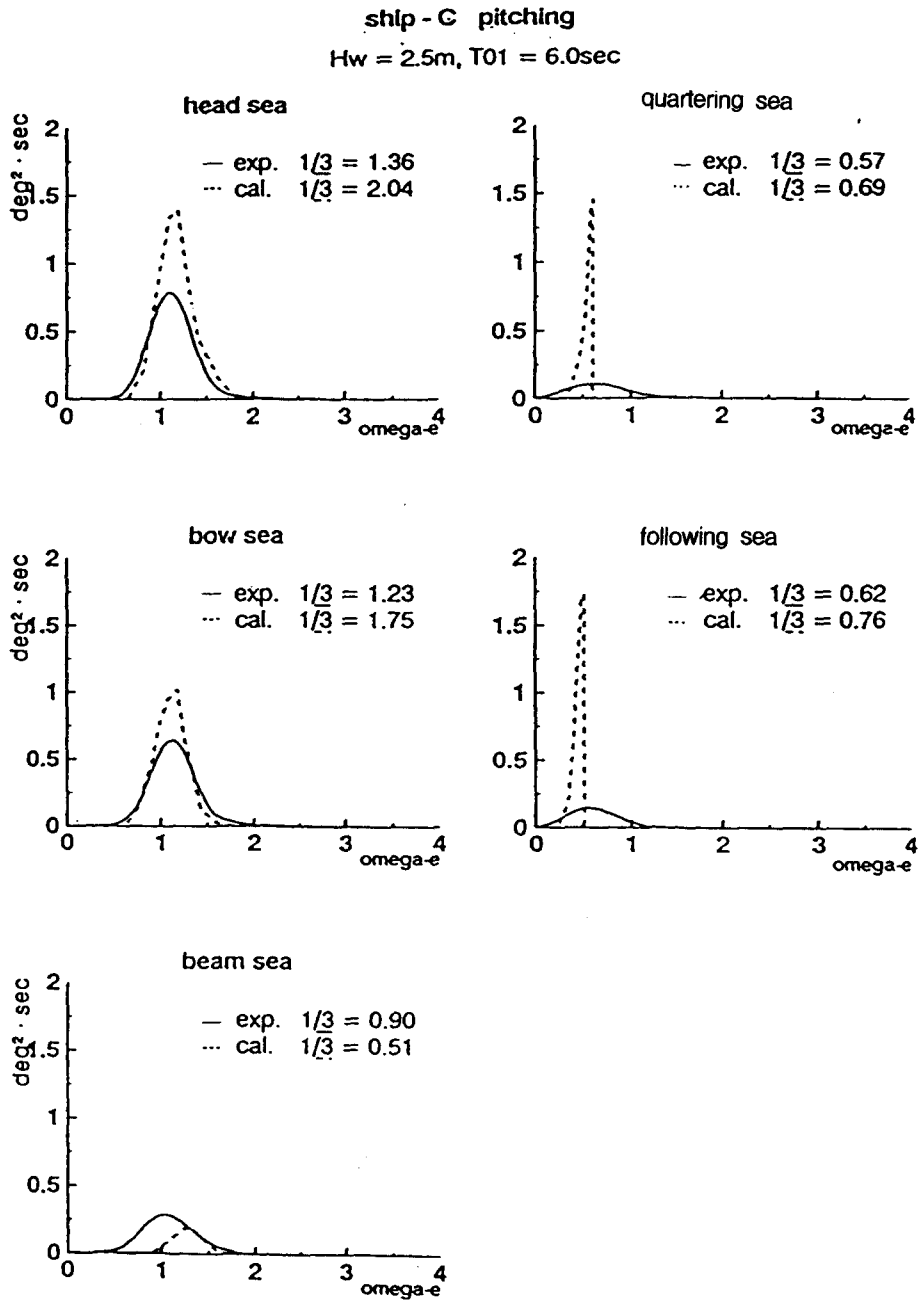 ship - C pitching
Hw = 2.5m, T01 = 6.0sec
head sea
deg² · sec
2
1.5
1
0.5
0
— exp. 1/3 = 1.36
--- cal. 1/3 = 2.04
0 1 2 3 4
omega-e
quartering sea
2
1.5
1
0.5
0
— exp. 1/3 = 0.57
··· cal. 1/3 = 0.69
0 1 2 3 4
omega-e
bow sea
deg² · sec
2
1.5
1
0.5
0
— exp. 1/3 = 1.23
--- cal. 1/3 = 1.75
0 1 2 3 4
omega-e
following sea
2
1.5
1
0.5
0
— exp. 1/3 = 0.62
--- cal. 1/3 = 0.76
0 1 2 3 4
omega-e
beam sea
deg² · sec
2
1.5
1
0.5
0
— exp. 1/3 = 0.90
--- cal. 1/3 = 0.51
0 1 2 3 4
omega-e